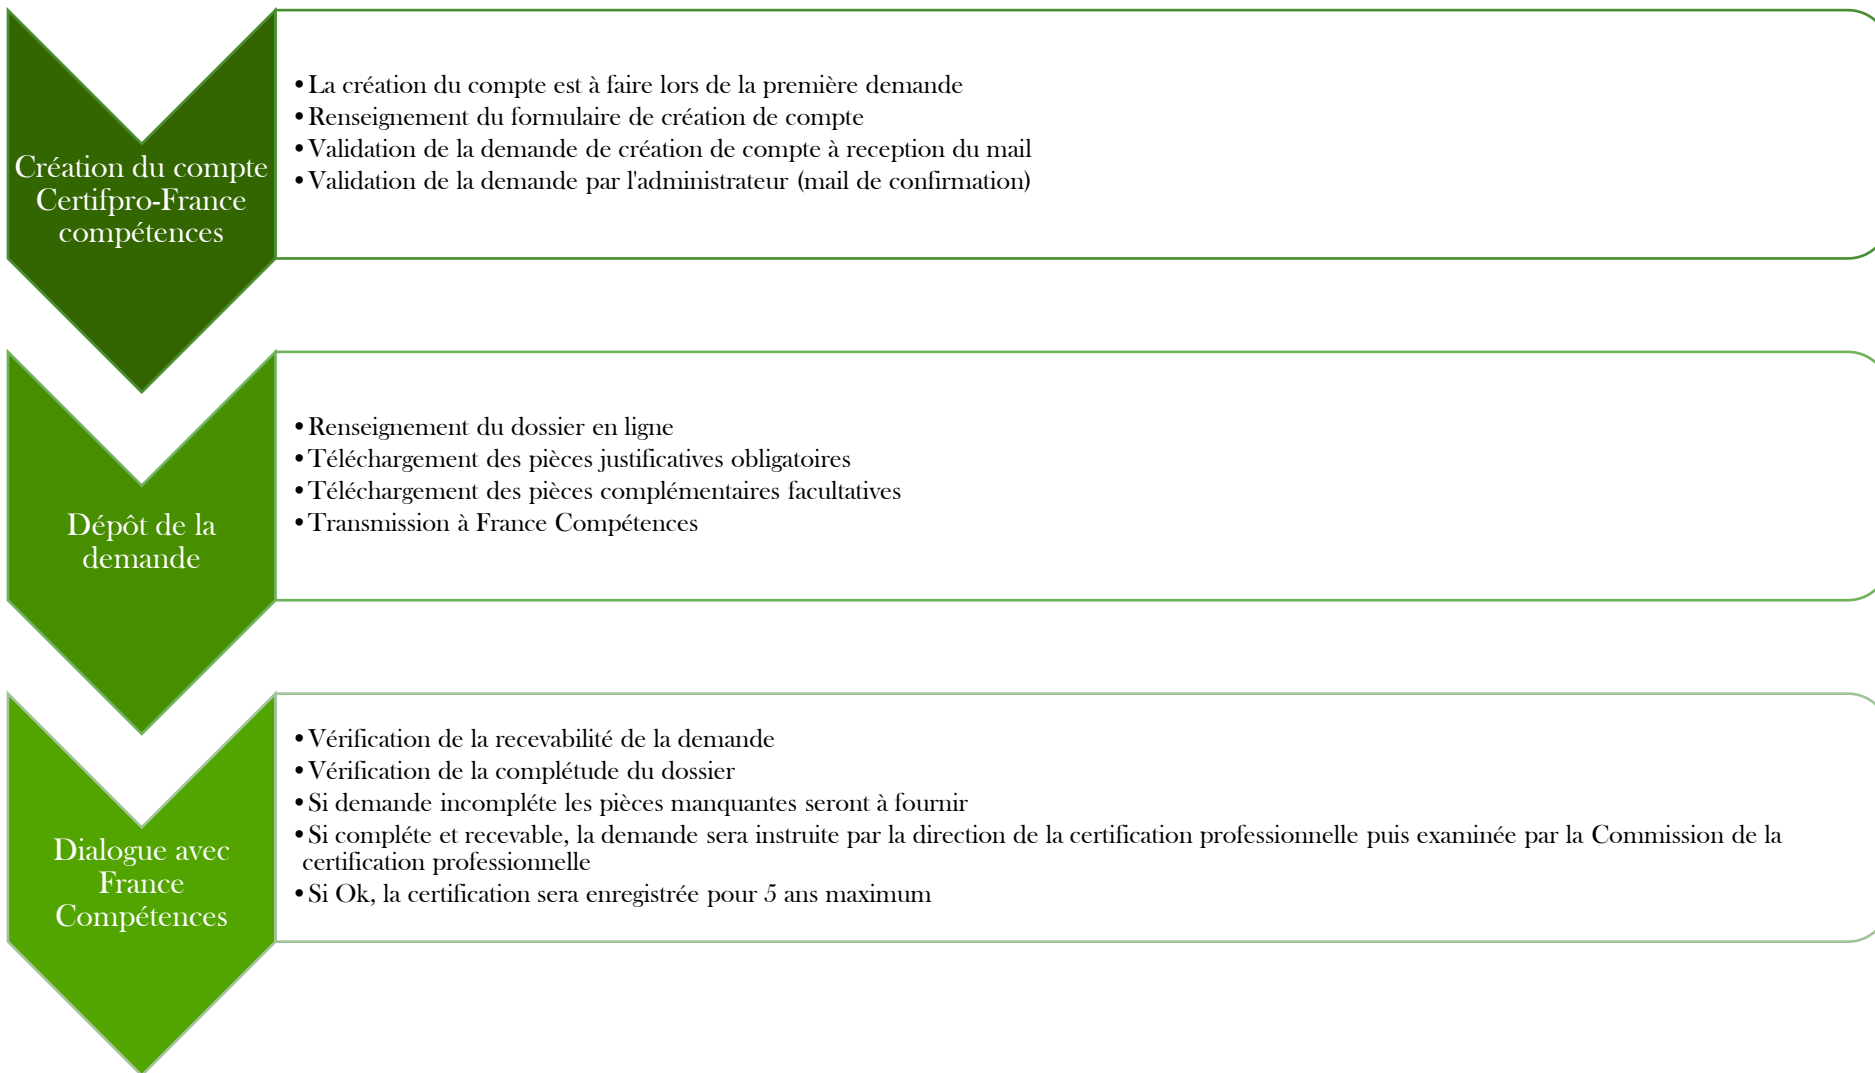 Création du compte
Certifpro-France
compétences
• La création du compte est à faire lors de la première demande
• Renseignement du formulaire de création de compte
• Validation de la demande de création de compte à reception du mail
• Validation de la demande par l'administrateur (mail de confirmation)
Dépôt de la
demande
• Renseignement du dossier en ligne
• Téléchargement des pièces justificatives obligatoires
• Téléchargement des pièces complémentaires facultatives
• Transmission à France Compétences
Dialogue avec
France
Compétences
• Vérification de la recevabilité de la demande
• Vérification de la complétude du dossier
• Si demande incompléte les pièces manquantes seront à fournir
• Si compléte et recevable, la demande sera instruite par la direction de la certification professionnelle puis examinée par la Commission de la
certification professionnelle
• Si Ok, la certification sera enregistrée pour 5 ans maximum